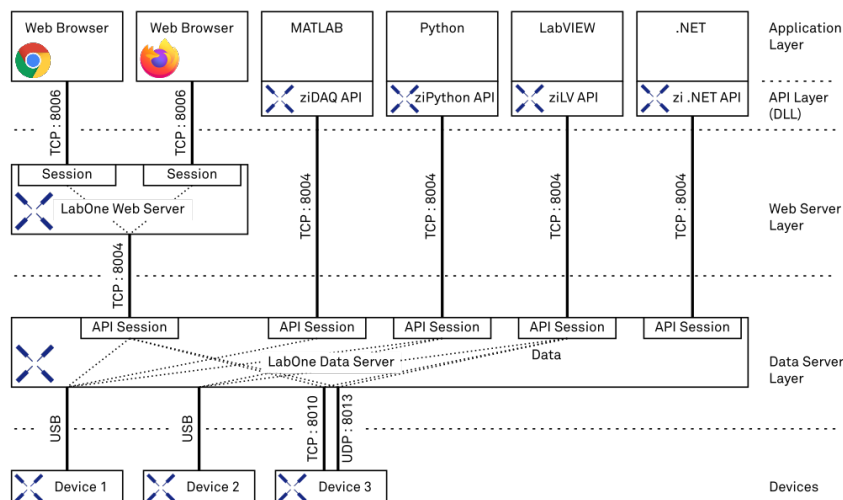 Web Browser
Web Browser
MATLAB
Python
LabVIEW
.NET
Application
Layer
ziDAQ API
ziPython API
ziLV API
zi .NET API
API Layer
(DLL)
TCP : 8006
TCP : 8006
Session
Session
LabOne Web Server
TCP : 8004
TCP : 8004
TCP : 8004
TCP : 8004
Web Server
Layer
TCP : 8004
API Session
API Session
API Session
API Session
API Session
LabOne Data Server
Data
Data Server
Layer
USB
USB
TCP : 8010
UDP : 8013
Device 1
Device 2
Device 3
Devices